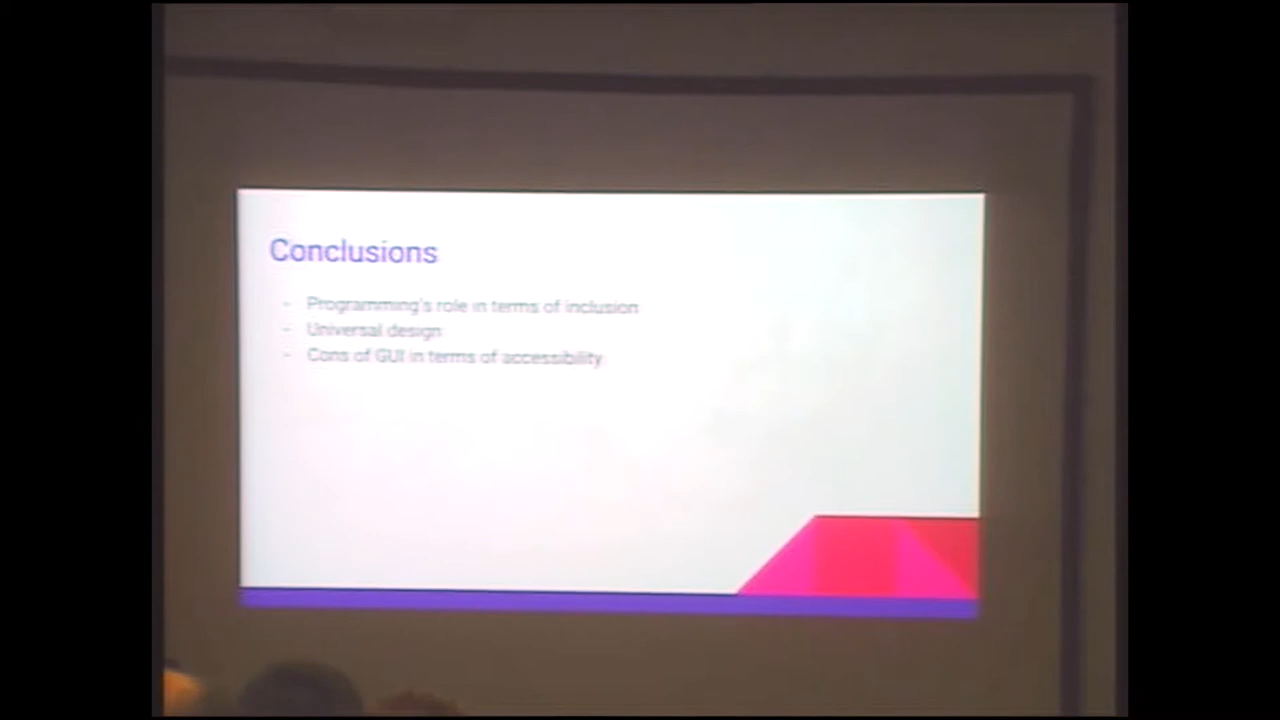 Conclusions
- Programming's role in terms of inclusion
- Universal design
- Cons of GUI in terms of accessibility